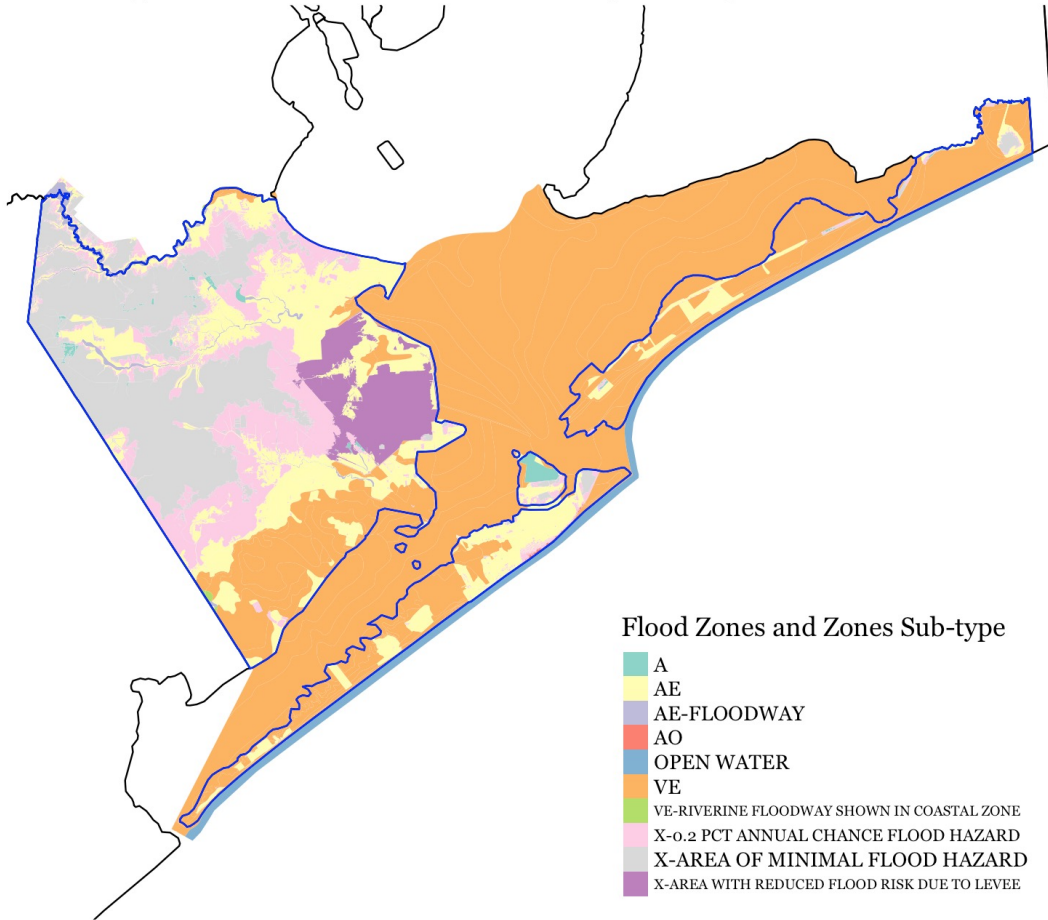 Flood Zones and Zones Sub-type
A
AE
AE-FLOODWAY
AO
OPEN WATER
VE
VE-RIVERINE FLOODWAY SHOWN IN COASTAL ZONE
X-0.2 PCT ANNUAL CHANCE FLOOD HAZARD
X-AREA OF MINIMAL FLOOD HAZARD
X-AREA WITH REDUCED FLOOD RISK DUE TO LEVEE